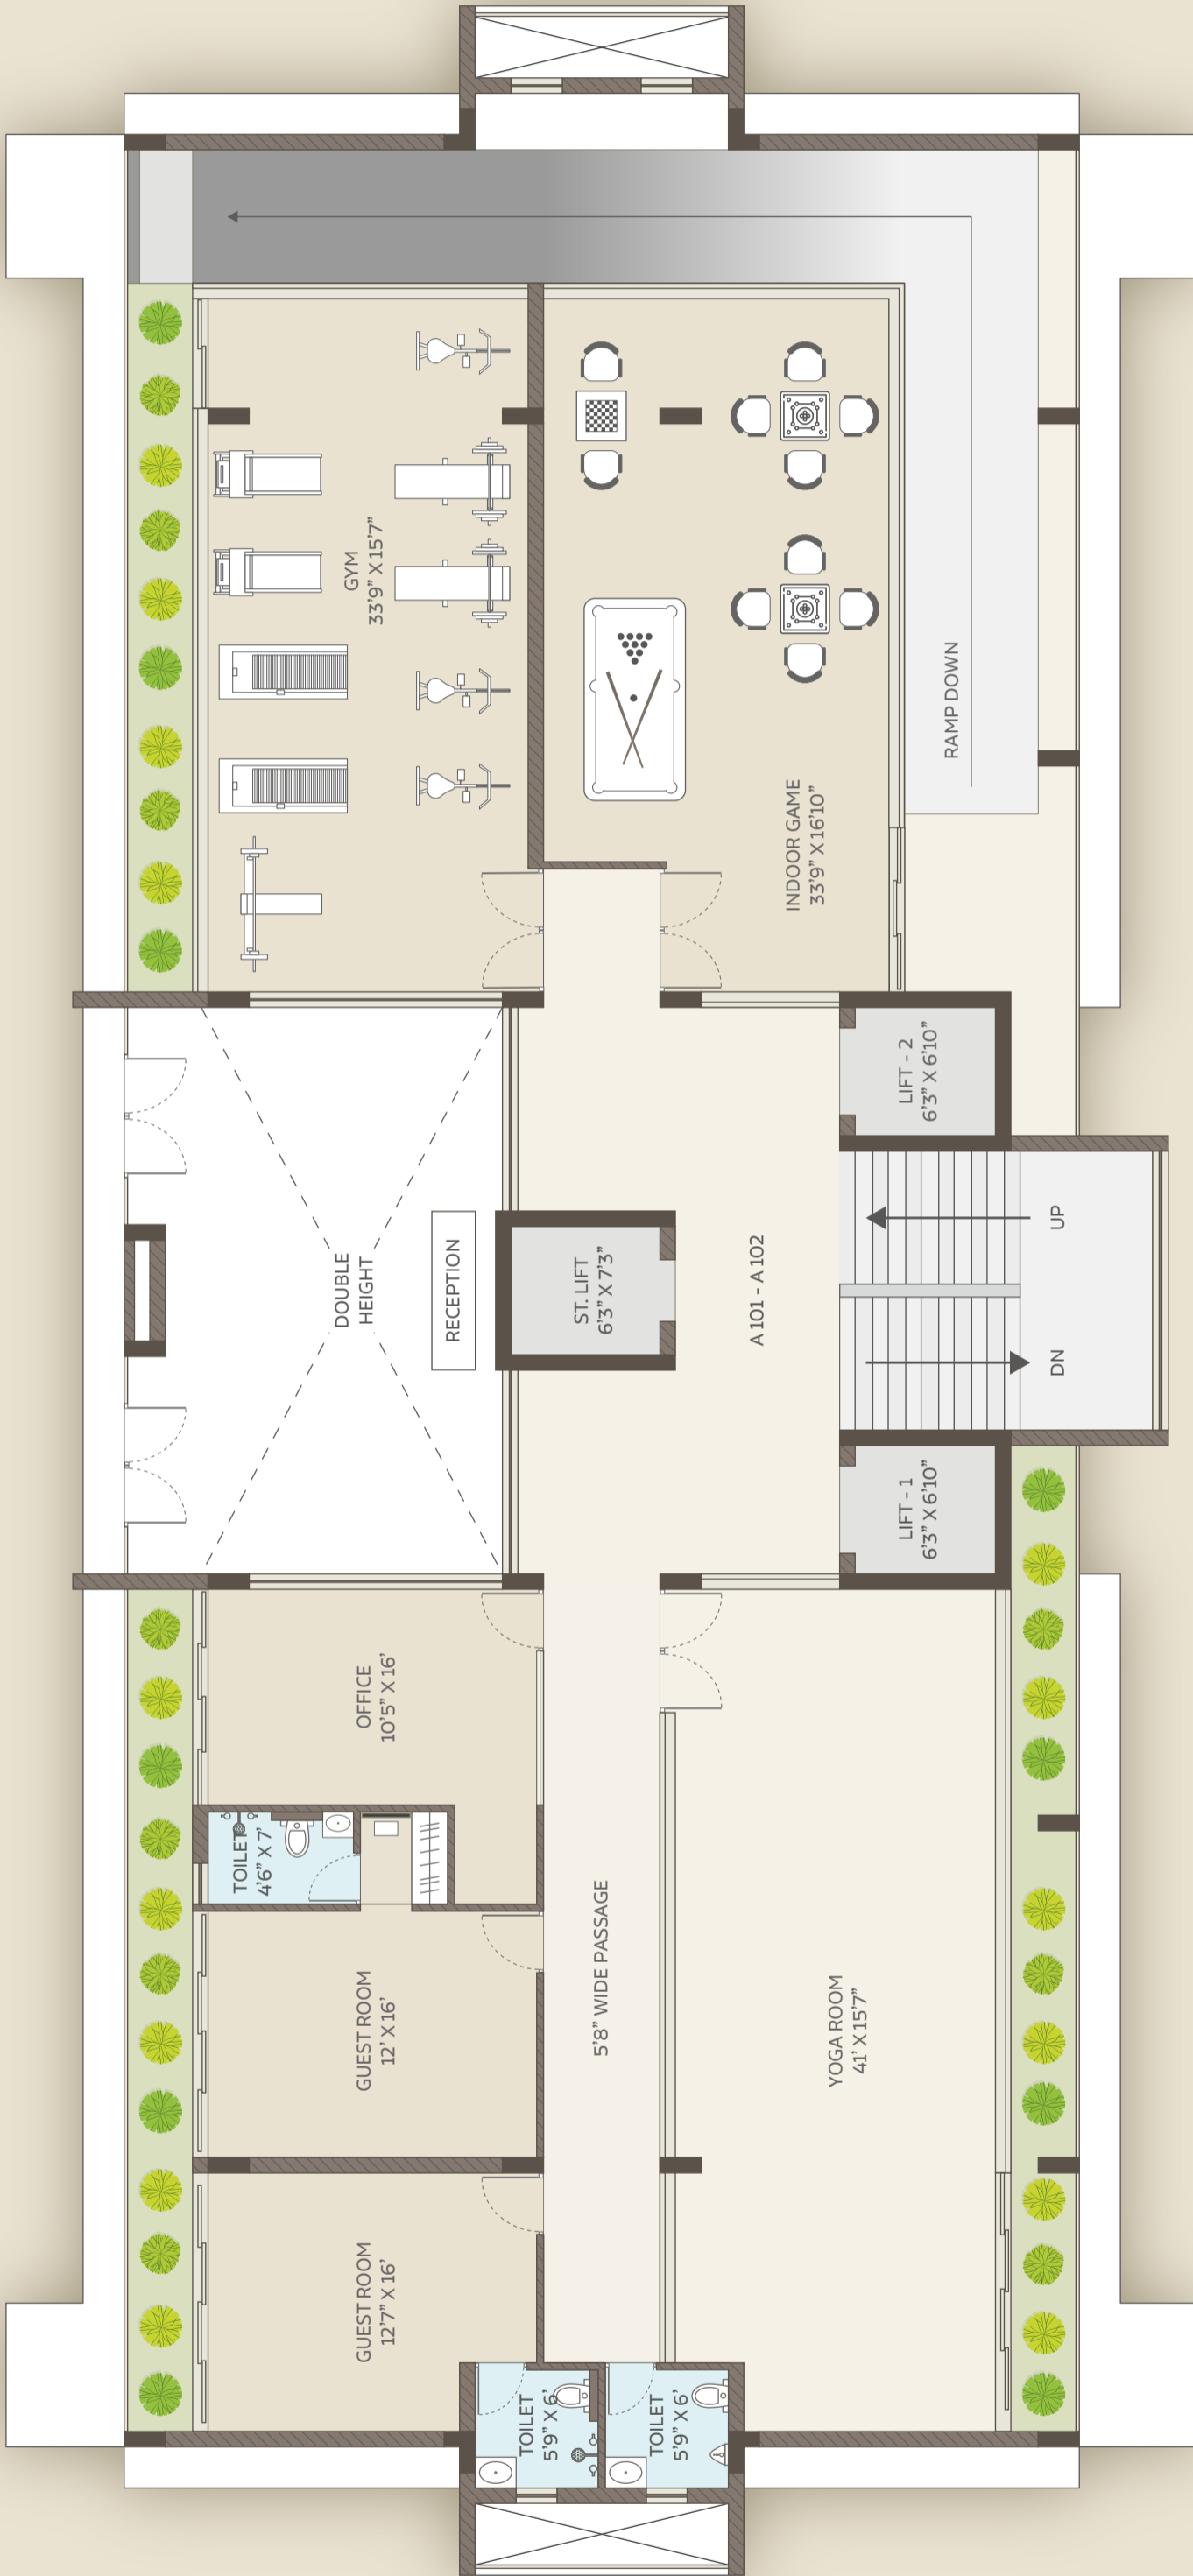 GYM
33'9" X 15'7"
RAMP DOWN
INDOOR GAME
33'9" X 16'10"
LIFT - 2
6'3" X 6'10"
UP
DOUBLE
HEIGHT
RECEPTION
ST. LIFT
6'3" X 7'3"
A 101 - A 102
DN
LIFT - 1
6'3" X 6'10"
OFFICE
10'5" X 16'
TOILET
4'6" X 7'
5'8" WIDE PASSAGE
GUEST ROOM
12' X 16'
YOGA ROOM
41' X 15'7"
GUEST ROOM
12'7" X 16'
TOILET
5'9" X 6'
TOILET
5'9" X 6'